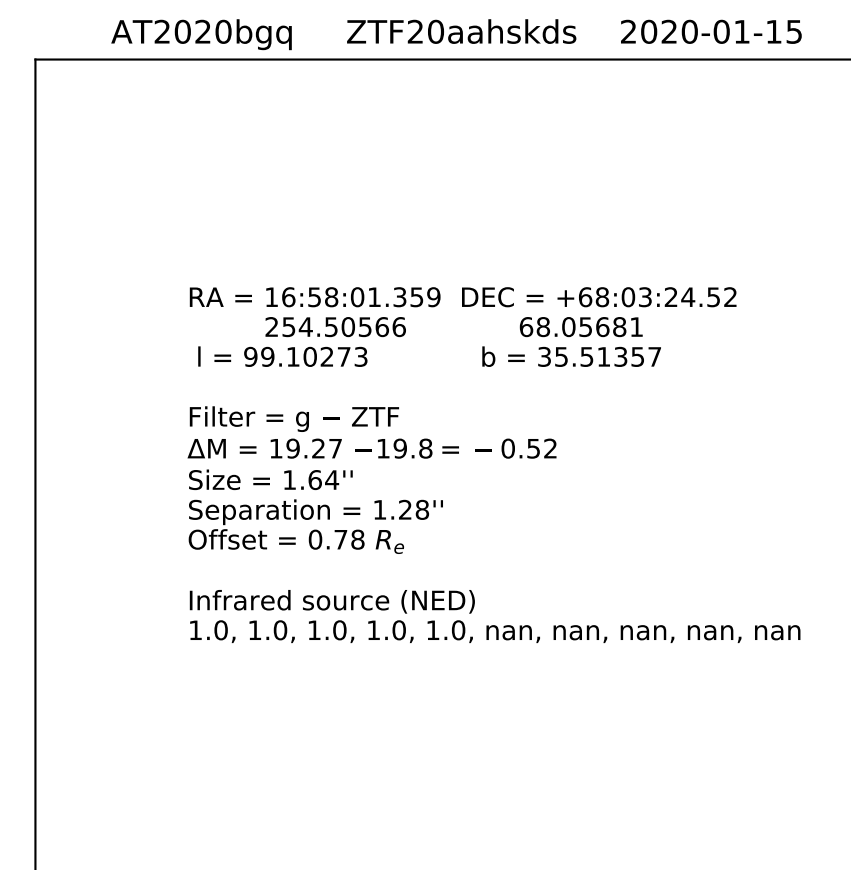 AT2020bgq ZTF20aahskds 2020-01-15
RA = 16:58:01.359 DEC = +68:03:24.52
254.50566 68.05681
l = 99.10273 b = 35.51357
Filter = g − ZTF
ΔM = 19.27 −19.8 = − 0.52
Size = 1.64''
Separation = 1.28''
Offset = 0.78 Re
Infrared source (NED)
1.0, 1.0, 1.0, 1.0, 1.0, nan, nan, nan, nan, nan